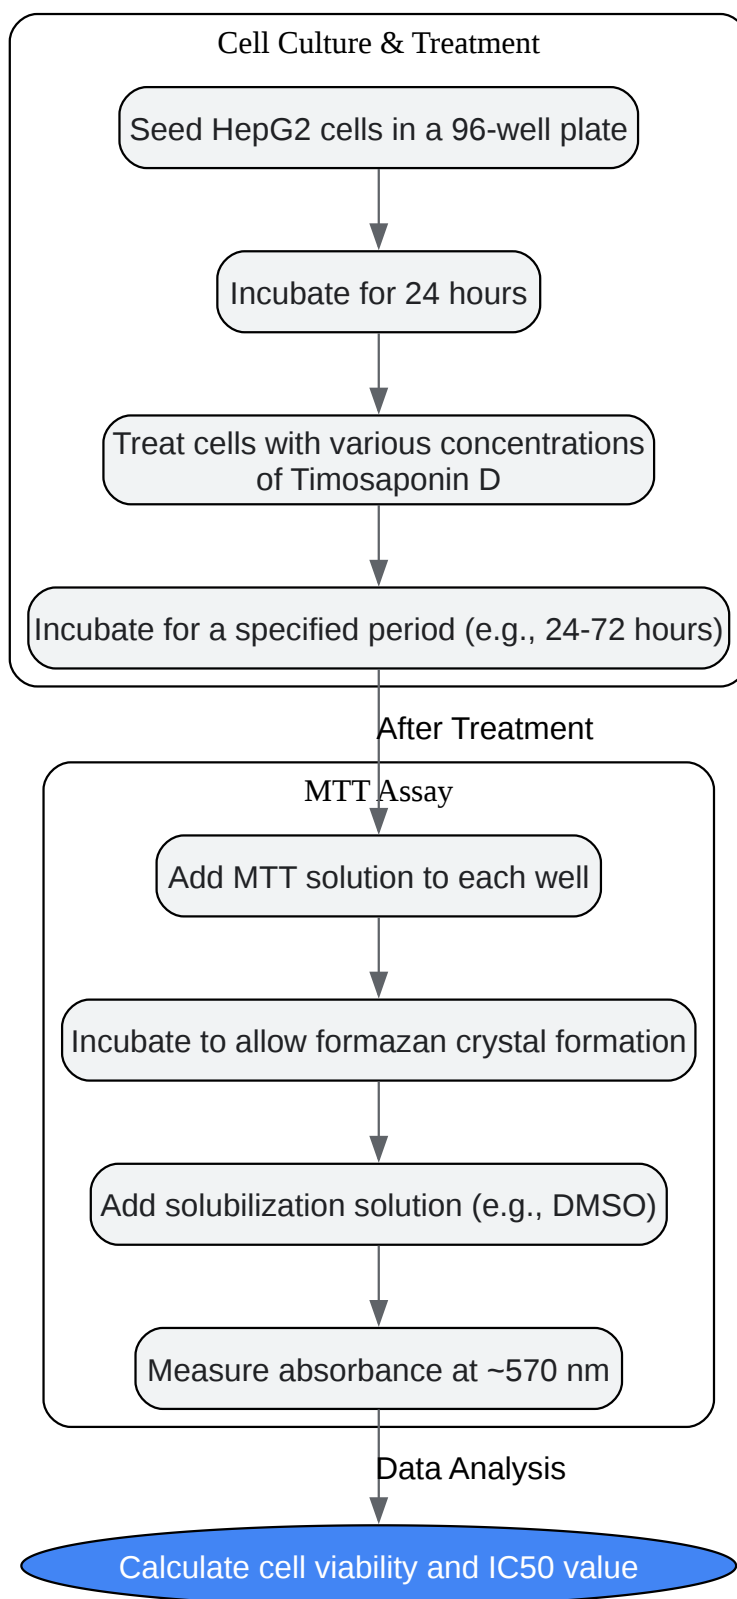 Cell Culture & Treatment
Seed HepG2 cells in a 96-well plate
Incubate for 24 hours
Treat cells with various concentrations
of Timosaponin D
Incubate for a specified period (e.g., 24-72 hours)
After Treatment
MTT Assay
Add MTT solution to each well
Incubate to allow formazan crystal formation
Add solubilization solution (e.g., DMSO)
Measure absorbance at ~570 nm
Data Analysis
Calculate cell viability and IC50 value